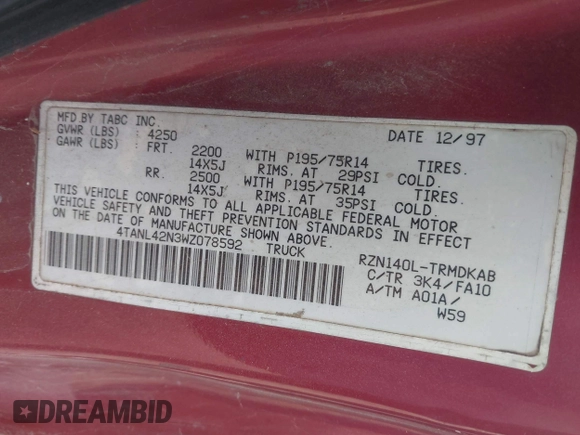 MFD BY TABC INC. DATE 12/97
GVWR (LBS) 4250
GAWR (LBS) FRT. 2200 WITH P195/75R14 TIRES.
14X5J RIMS. AT 29PSI COLD.
RR. 2500 WITH P195/75R14 TIRES.
14X5J RIMS. AT 35PSI COLD.
THIS VEHICLE CONFORMS TO ALL APPLICABLE FEDERAL MOTOR
VEHICLE SAFETY AND THEFT PREVENTION STANDARDS IN EFFECT
ON THE DATE OF MANUFACTURE SHOWN ABOVE.
4TANL42N3WZ078592 TRUCK
RZN140L-TRMDKAB
C/TR 3K4/FA10
A/TM A01A/
W59
DREAMBID